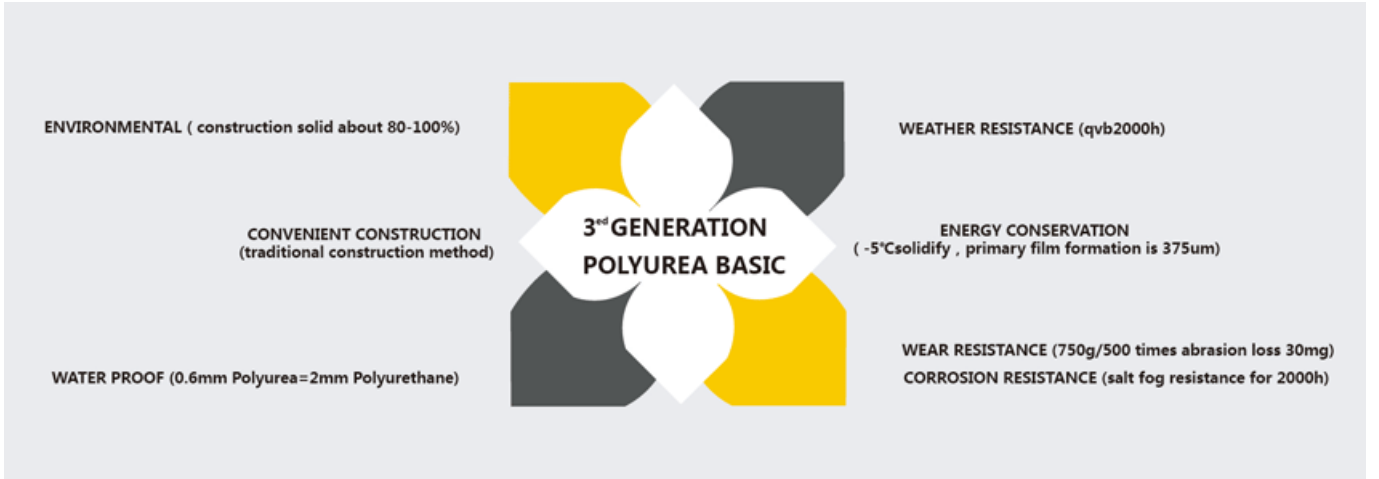 ENVIRONMENTAL ( construction solid about 80-100%)
CONVENIENT CONSTRUCTION
(traditional construction method)
WATER PROOF (0.6mm Polyurea=2mm Polyurethane)
3ed GENERATION
POLYUREA BASIC
WEATHER RESISTANCE (qvb2000h)
ENERGY CONSERVATION
( -5℃solidify , primary film formation is 375um)
WEAR RESISTANCE (750g/500 times abrasion loss 30mg)
CORROSION RESISTANCE (salt fog resistance for 2000h)